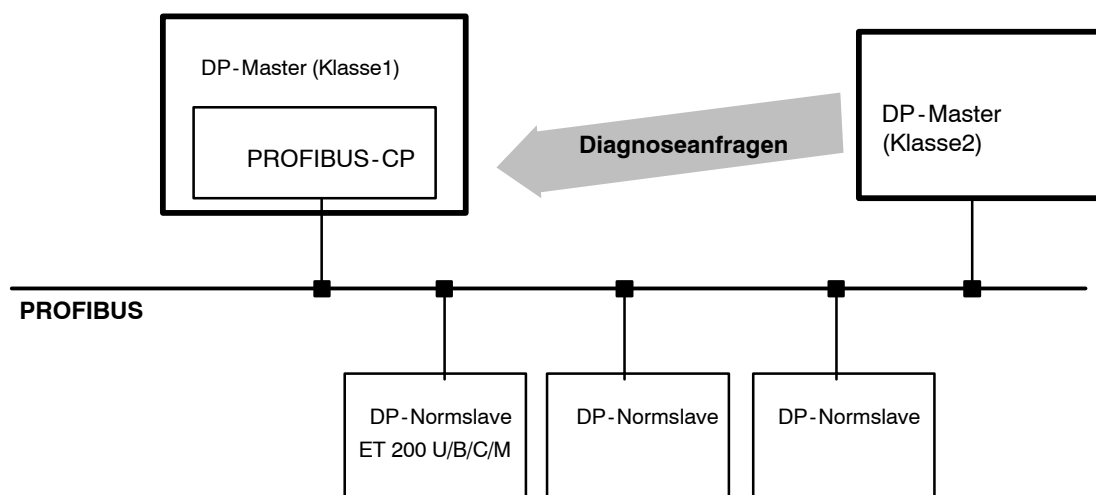 DP-Master (Klasse1)
PROFIBUS-CP
Diagnoseanfragen
DP-Master
(Klasse2)
PROFIBUS
DP-Normslave
ET 200 U/B/C/M
DP-Normslave
DP-Normslave